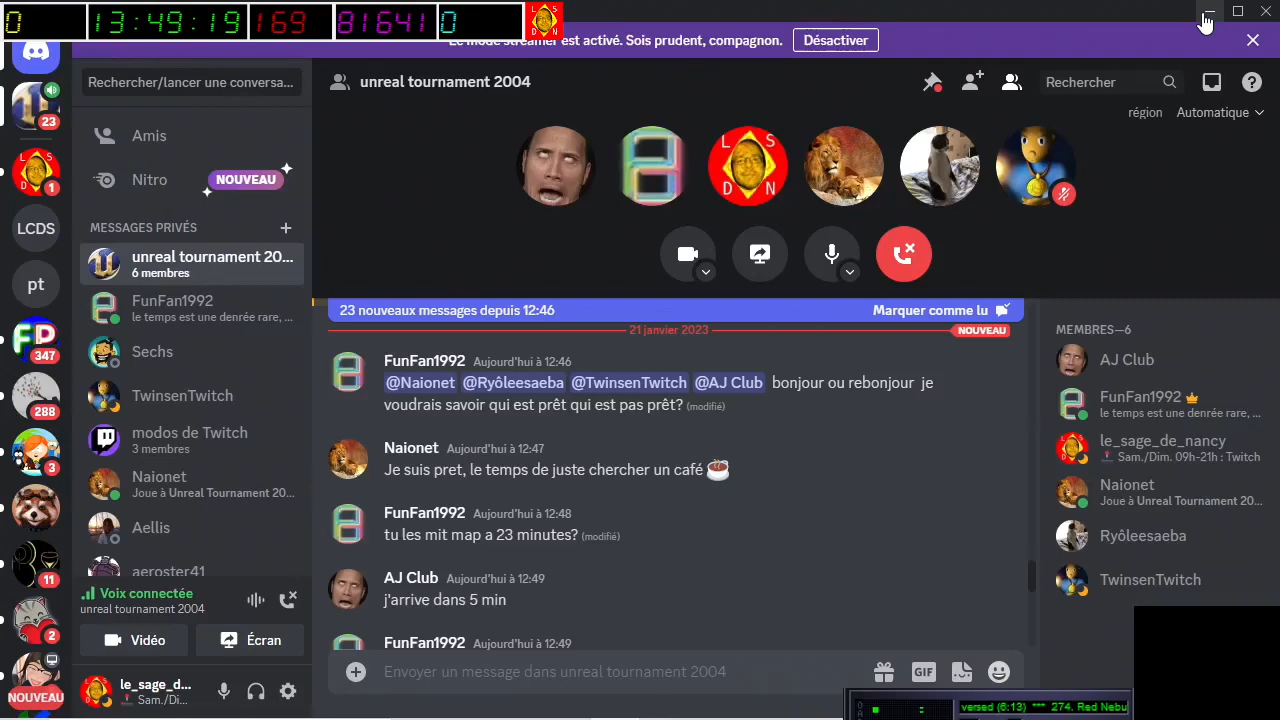 0 13:49:19 169 81641 0
L S D N
Le mode streamer est activé. Sois prudent, compagnon. Désactiver
Rechercher/lancer une conversa...
unreal tournament 2004
Rechercher
région Automatique
23
1
LCDS
pt
347
288
3
11
2
NOUVEAU
Amis
Nitro NOUVEAU
MESSAGES PRIVÉS +
unreal tournament 20...
6 membres
FunFan1992
le temps est une denrée rare, ...
Sechs
TwinsenTwitch
modos de Twitch
3 membres
Naionet
Joue à Unreal Tournament 20...
Aellis
aeroster41
Voix connectée
unreal tournament 2004
Vidéo
Écran
le_sage_d...
Sam./Di...
L S
D N
23 nouveaux messages depuis 12:46 Marquer comme lu
21 janvier 2023 NOUVEAU
FunFan1992 Aujourd'hui à 12:46
@Naionet @Ryôleesaeba @TwinsenTwitch @AJ Club bonjour ou rebonjour je
voudrais savoir qui est prêt qui est pas prêt? (modifié)
Naionet Aujourd'hui à 12:47
Je suis pret, le temps de juste chercher un café
FunFan1992 Aujourd'hui à 12:48
tu les mit map a 23 minutes? (modifié)
AJ Club Aujourd'hui à 12:49
j'arrive dans 5 min
FunFan1992 Aujourd'hui à 12:49
Envoyer un message dans unreal tournament 2004
GIF
MEMBRES—6
AJ Club
FunFan1992
le temps est une denrée rare, ...
le_sage_de_nancy
Sam./Dim. 09h-21h : Twitch
Naionet
Joue à Unreal Tournament 20...
Ryôleesaeba
TwinsenTwitch
versed (6:13) *** 274. Red Nebu